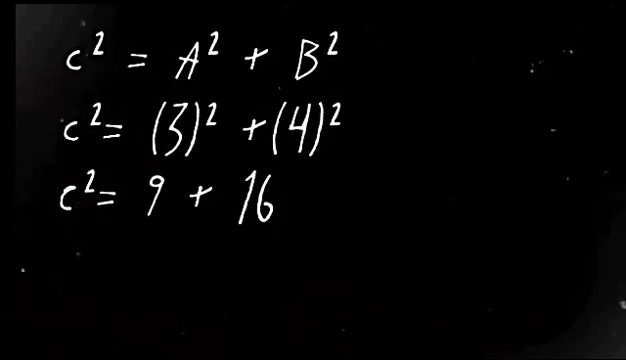 c² = A² + B²
c² = (3)² + (4)²
c² = 9 + 16